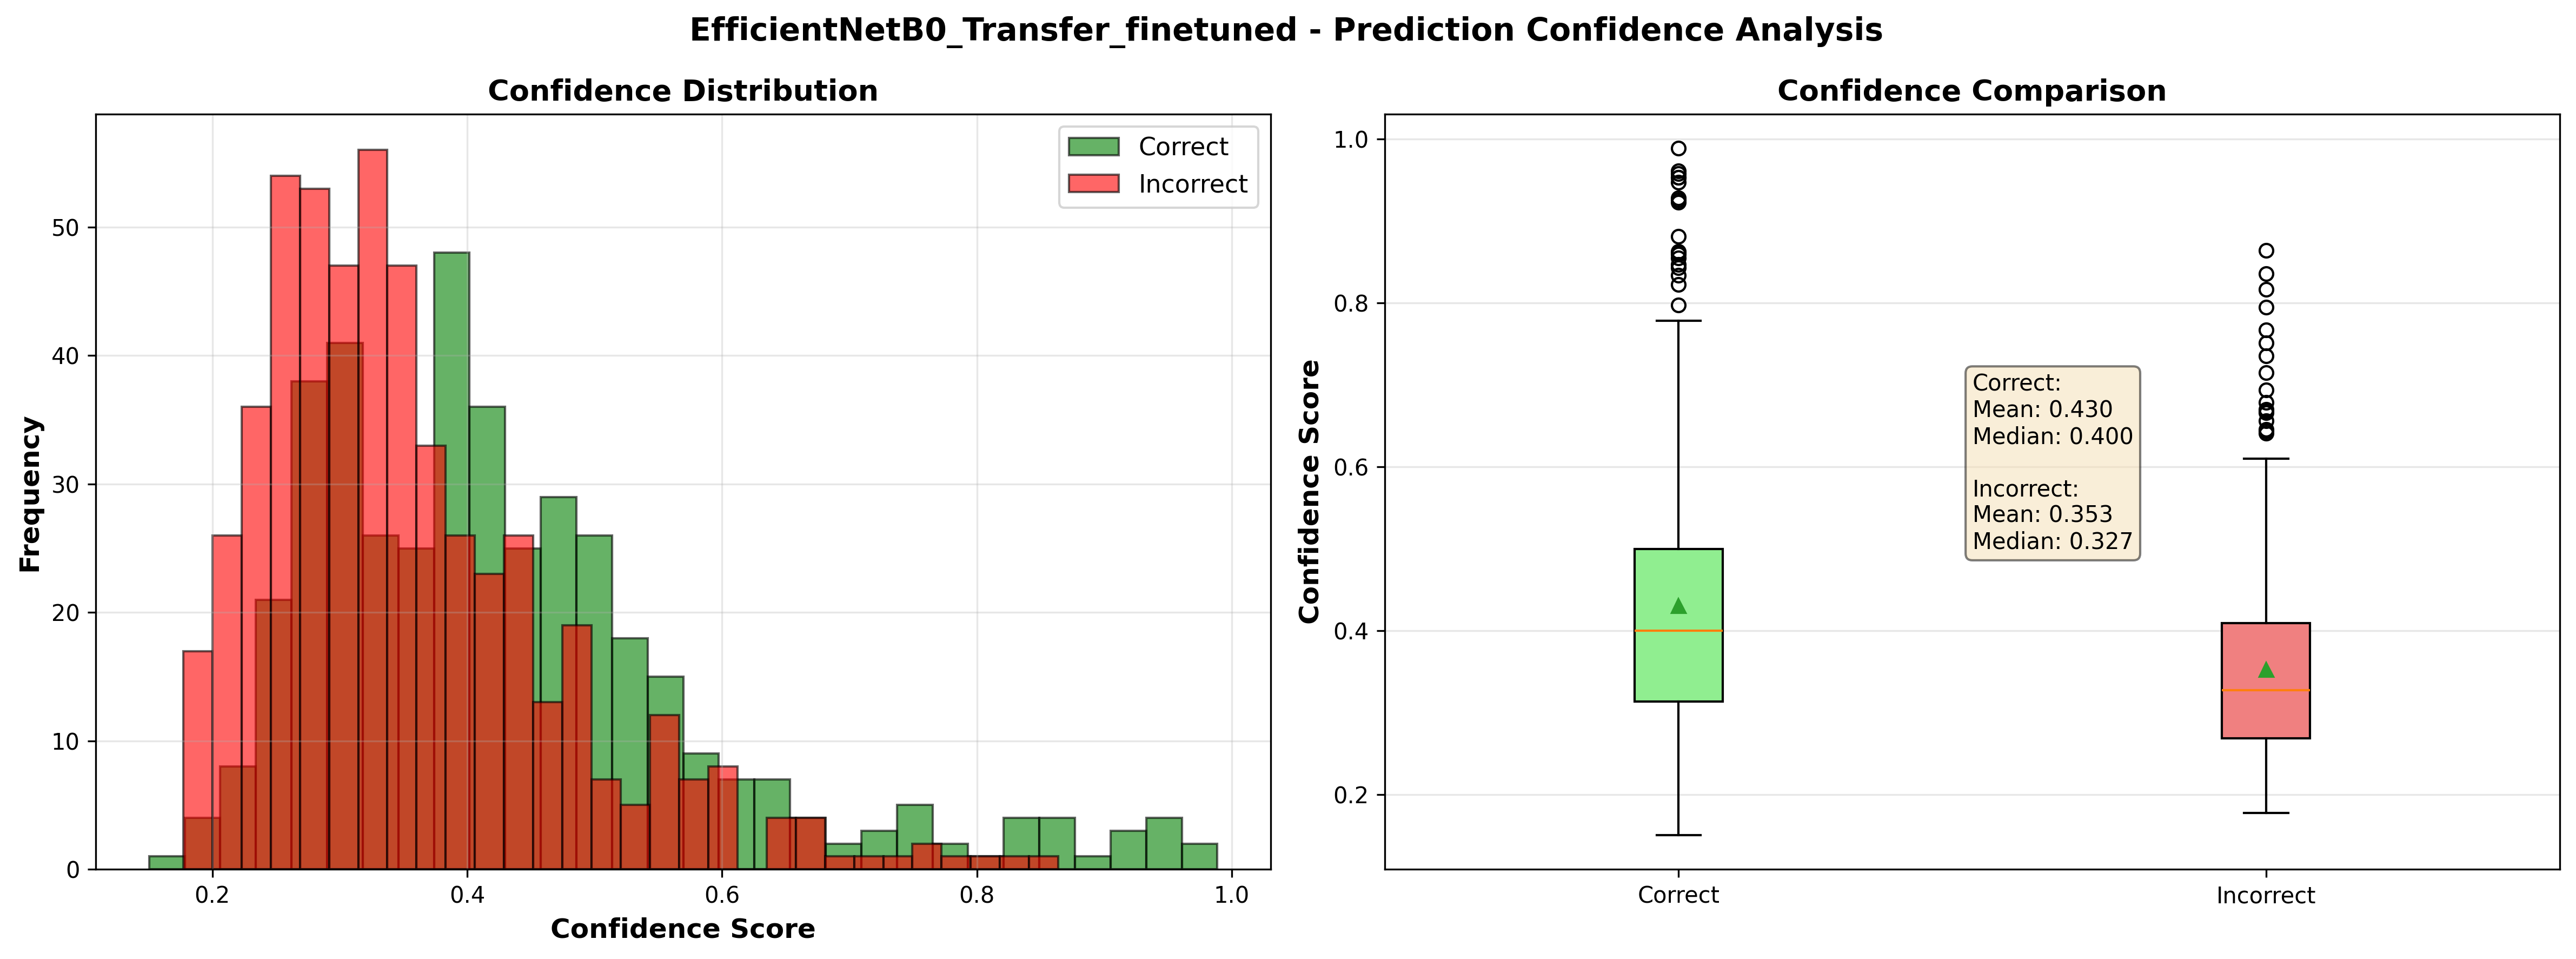 EfficientNetB0_Transfer_finetuned - Prediction Confidence Analysis
Confidence Distribution
Correct
Incorrect
Frequency
50
40
30
20
10
0
0.2 0.4 0.6 0.8 1.0
Confidence Score
Confidence Comparison
Confidence Score
1.0
0.8
0.6
0.4
0.2
Correct:
Mean: 0.430
Median: 0.400
Incorrect:
Mean: 0.353
Median: 0.327
Correct Incorrect